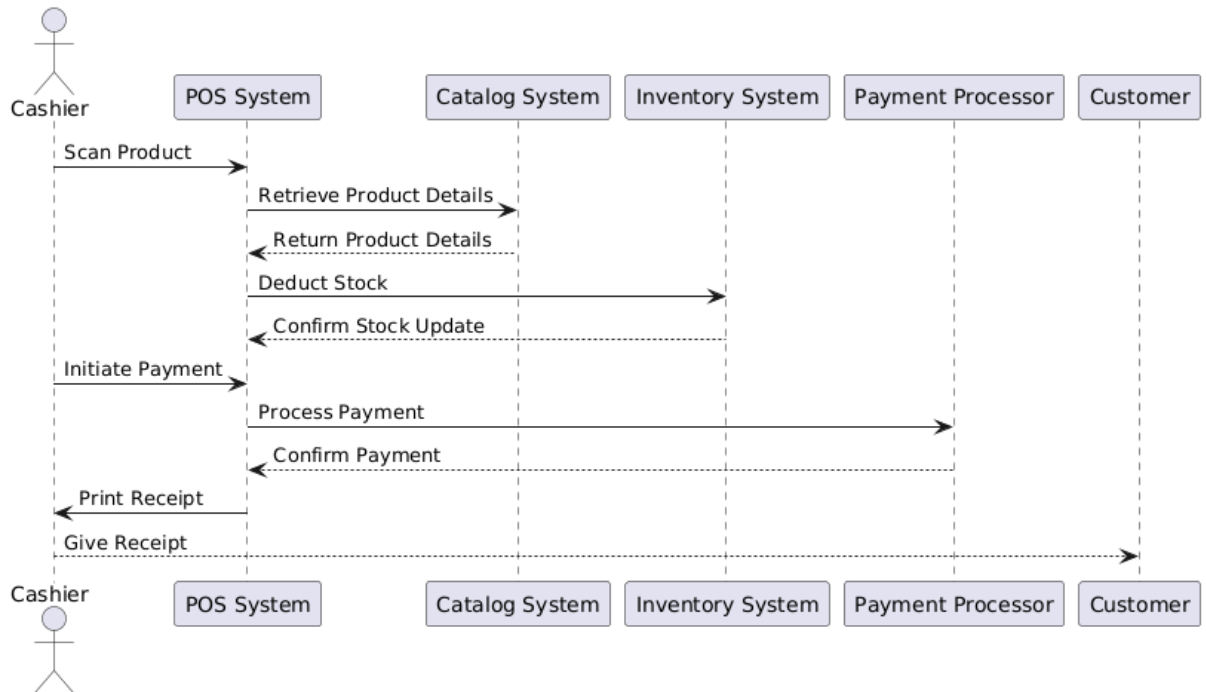 Cashier
POS System
Catalog System
Inventory System
Payment Processor
Customer
Scan Product
Retrieve Product Details
Return Product Details
Deduct Stock
Confirm Stock Update
Initiate Payment
Process Payment
Confirm Payment
Print Receipt
Give Receipt
Cashier
POS System
Catalog System
Inventory System
Payment Processor
Customer